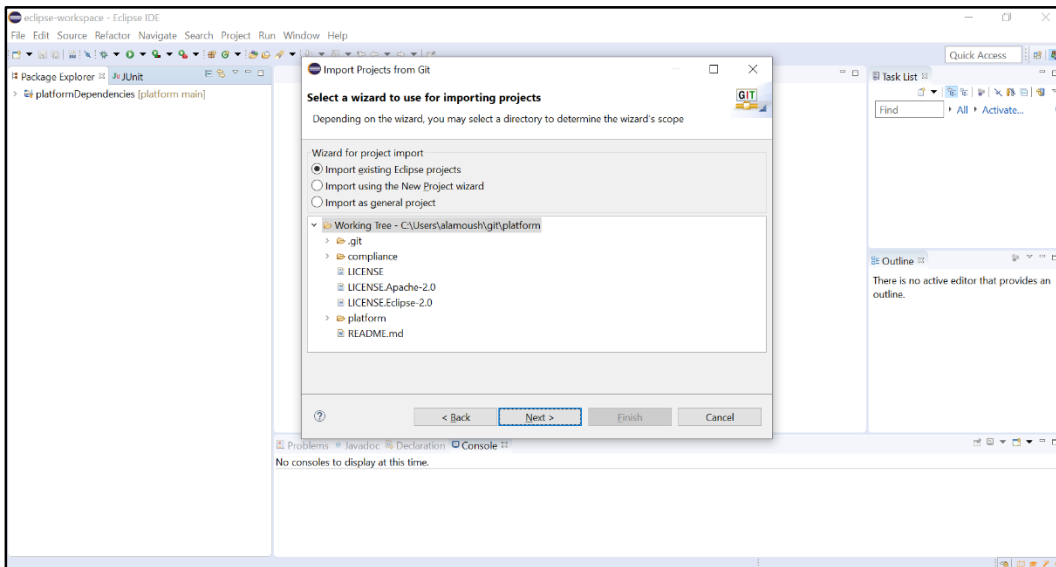 eclipse-workspace - Eclipse IDE
File Edit Source Refactor Navigate Search Project Run Window Help
Quick Access
Package Explorer JUnit
platformDependencies [platform main]
Import Projects from Git
Select a wizard to use for importing projects
GIT
Depending on the wizard, you may select a directory to determine the wizard's scope
Wizard for project import
Import existing Eclipse projects
Import using the New Project wizard
Import as general project
Working Tree - C:\Users\alamoush\git\platform
.git
compliance
LICENSE
LICENSE.Apache-2.0
LICENSE.Eclipse-2.0
platform
README.md
< Back Next > Finish Cancel
Task List
Find All Activate...
Outline
There is no active editor that provides an
outline.
Problems Javadoc Declaration Console
No consoles to display at this time.